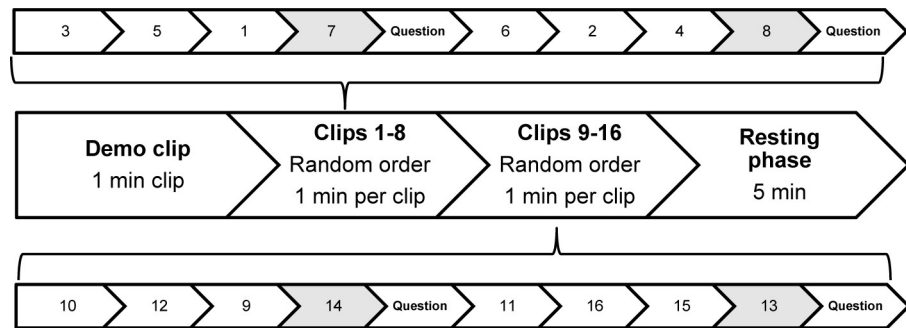 3 5 1 7 Question 6 2 4 8 Question
Demo clip
1 min clip
Clips 1-8
Random order
1 min per clip
Clips 9-16
Random order
1 min per clip
Resting
phase
5 min
10 12 9 14 Question 11 16 15 13 Question